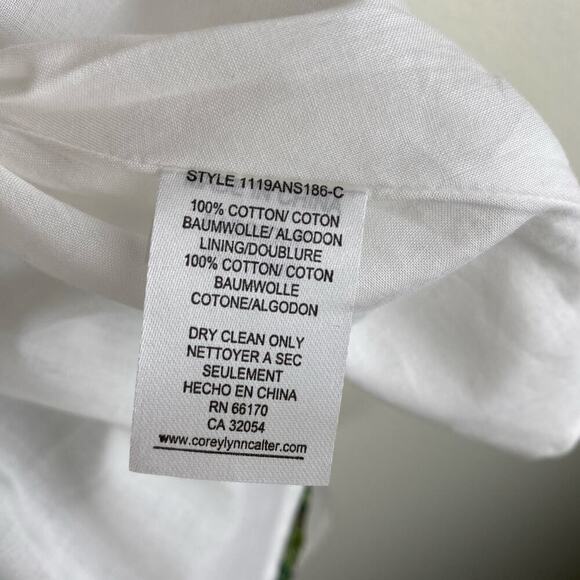 STYLE 1119ANS186-C
100% COTTON/ COTON
BAUMWOLLE/ ALGODON
LINING/DOUBLURE
100% COTTON/ COTON
BAUMWOLLE
COTONE/ALGODON
DRY CLEAN ONLY
NETTOYER A SEC
SEULEMENT
HECHO EN CHINA
RN 66170
CA 32054
www.coreylynncalter.com